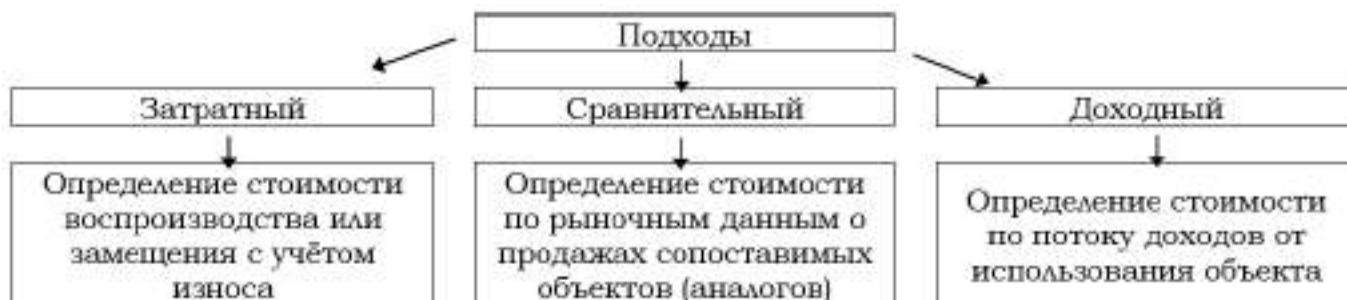 Подходы
Затратный
Сравнительный
Доходный
Определение стоимости
воспроизводства или
замещения с учётом
износа
Определение стоимости
по рыночным данным о
продажах сопоставимых
объектов (аналогов)
Определение стоимости
по потоку доходов от
использования объекта